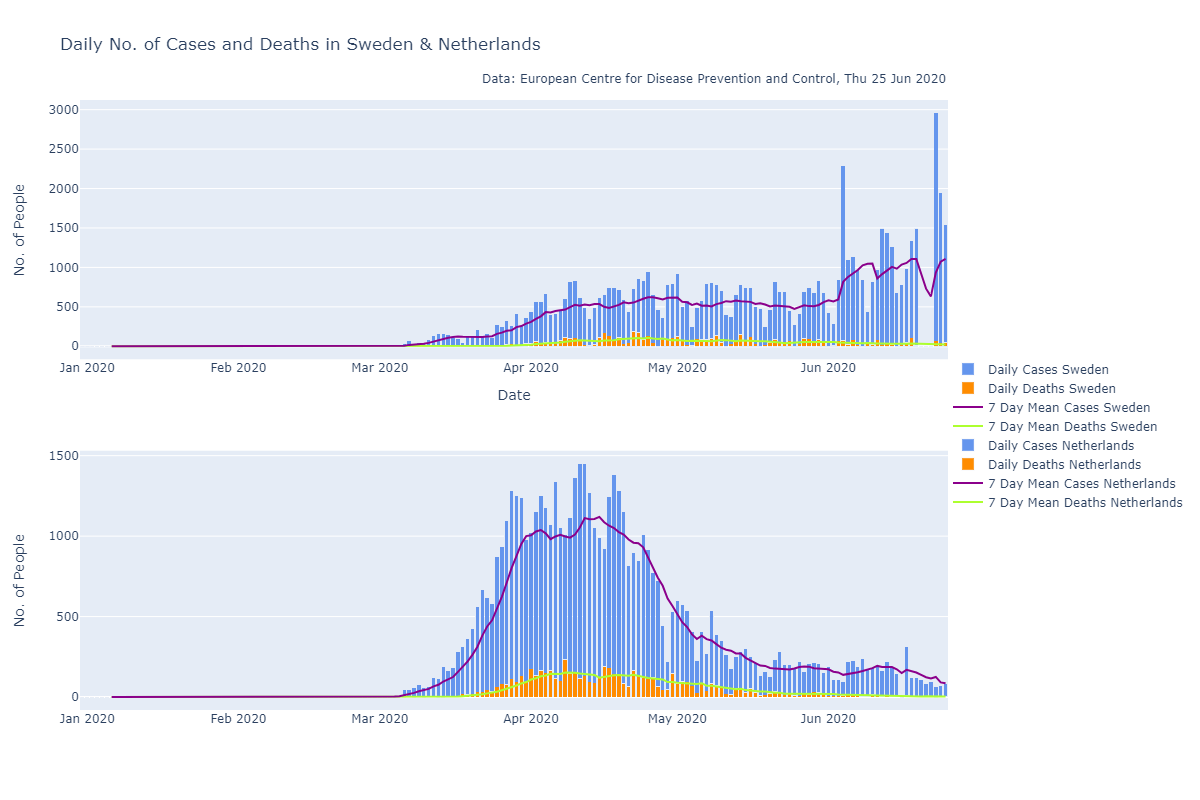 Daily No. of Cases and Deaths in Sweden & Netherlands
Data: European Centre for Disease Prevention and Control, Thu 25 Jun 2020
No. of People
3000
2500
2000
1500
1000
500
0
Jan 2020 Feb 2020 Mar 2020 Apr 2020 May 2020 Jun 2020
Date
Daily Cases Sweden
Daily Deaths Sweden
7 Day Mean Cases Sweden
7 Day Mean Deaths Sweden
Daily Cases Netherlands
Daily Deaths Netherlands
7 Day Mean Cases Netherlands
7 Day Mean Deaths Netherlands
No. of People
1500
1000
500
0
Jan 2020 Feb 2020 Mar 2020 Apr 2020 May 2020 Jun 2020